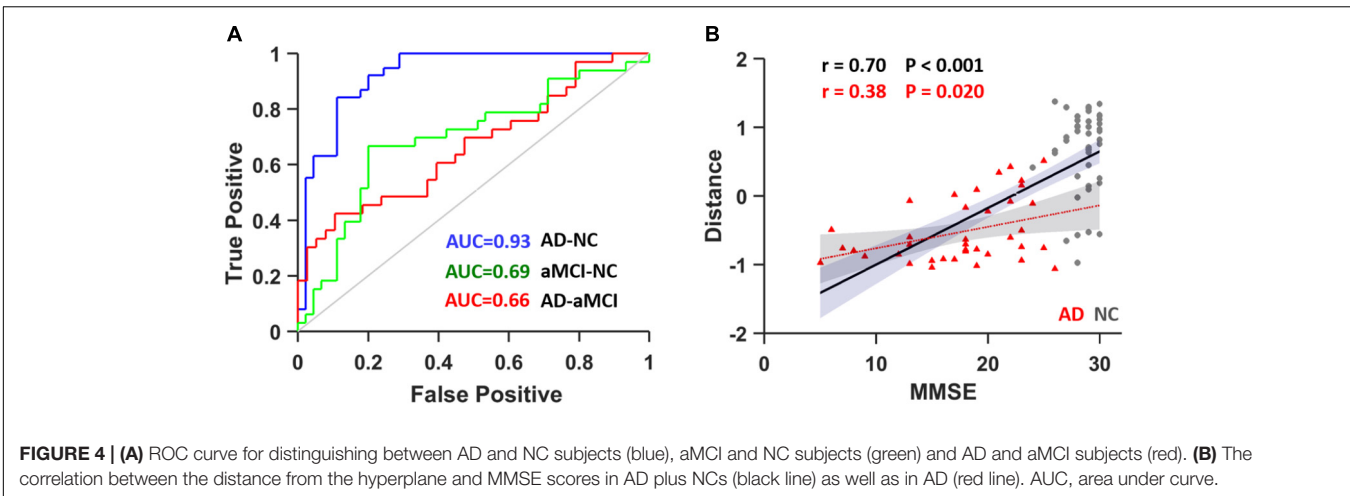 A
B
r = 0.70 P < 0.001
r = 0.38 P = 0.020
True Positive
1
0.8
0.6
0.4
0.2
0
AUC=0.93 AD-NC
AUC=0.69 aMCI-NC
AUC=0.66 AD-aMCI
0 0.2 0.4 0.6 0.8 1
False Positive
Distance
2
1
0
-1
-2
AD NC
0 10 20 30
MMSE
FIGURE 4 | (A) ROC curve for distinguishing between AD and NC subjects (blue), aMCI and NC subjects (green) and AD and aMCI subjects (red). (B) The
correlation between the distance from the hyperplane and MMSE scores in AD plus NCs (black line) as well as in AD (red line). AUC, area under curve.